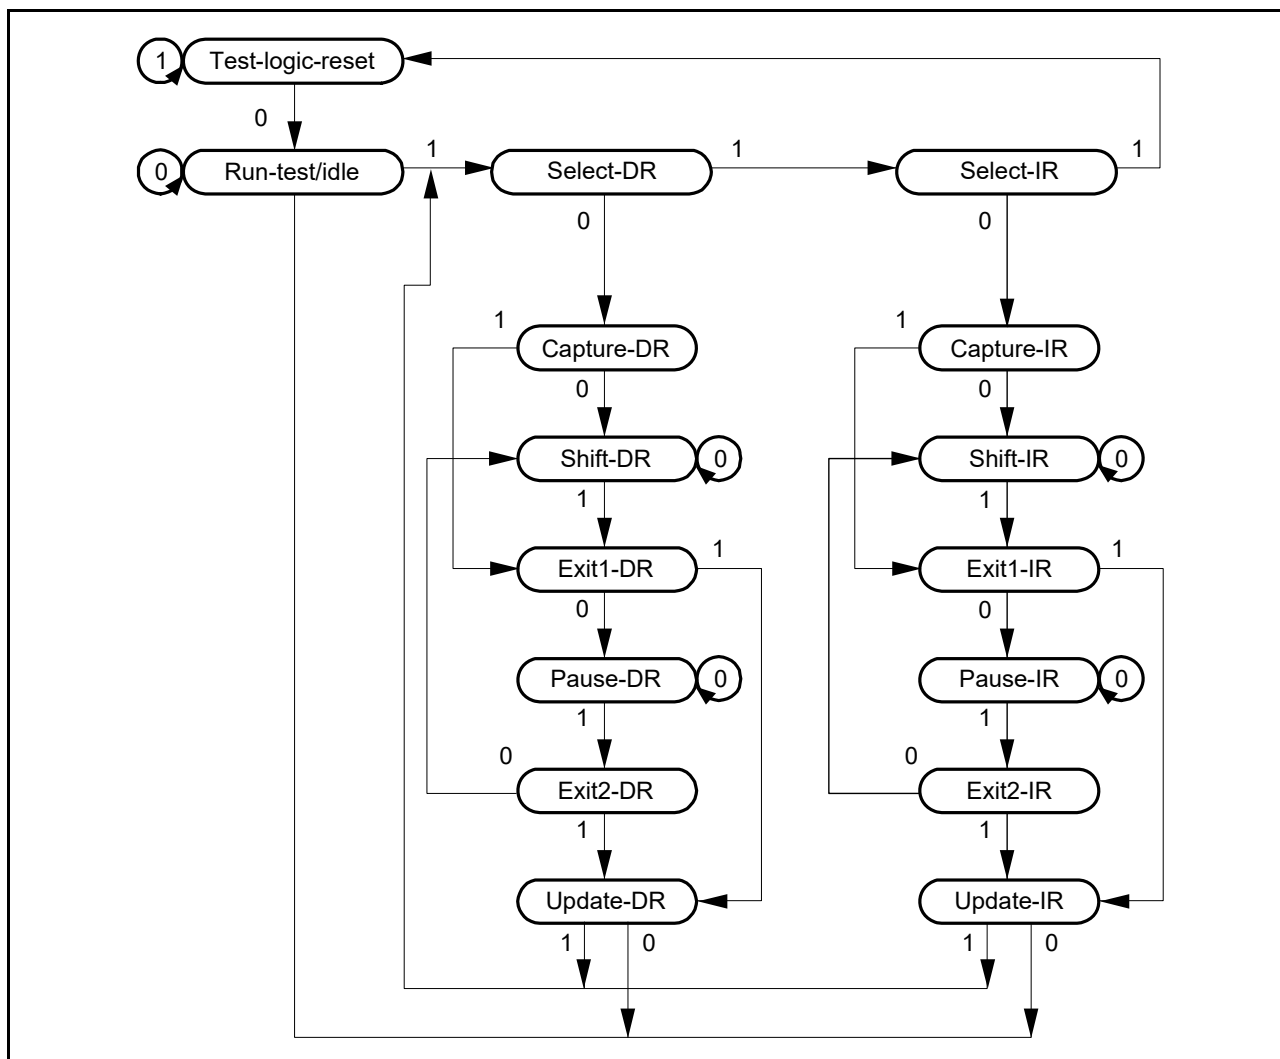 1 Test-logic-reset
0
0 Run-test/idle 1 Select-DR 1 Select-IR 1
0 0
1 1
Capture-DR Capture-IR
0 0
Shift-DR 0 Shift-IR 0
1 1
1 1
Exit1-DR Exit1-IR
0 0
Pause-DR 0 Pause-IR 0
1 1
0 0
Exit2-DR Exit2-IR
1 1
Update-DR Update-IR
1 0 1 0